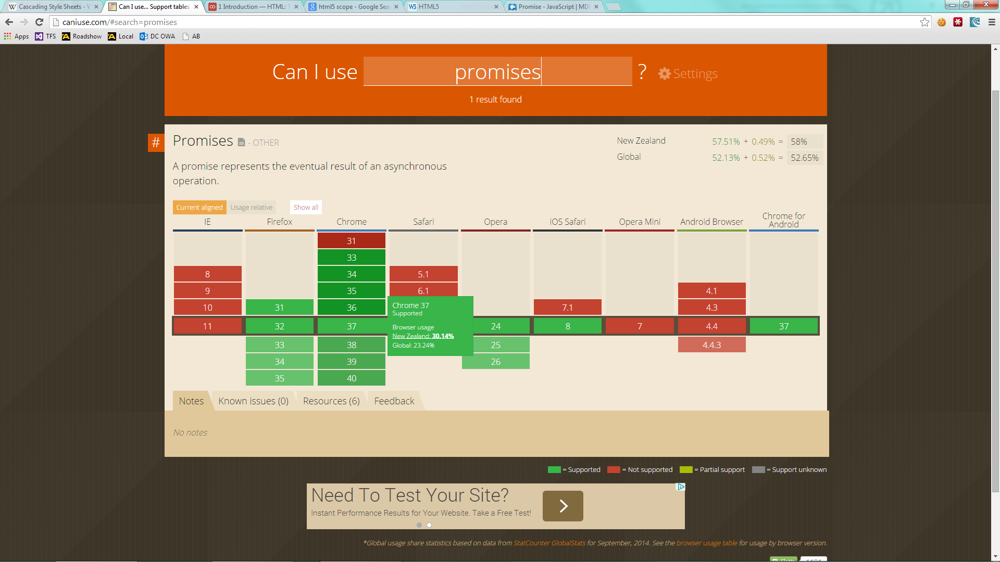 Cascading Style Sheets - W
Can I use... Support tables
1 Introduction — HTML: T
html5 scope - Google Sea
HTML5
Promise - JavaScript | MD
caniuse.com/#search=promises
Apps TFS Roadshow Local DC OWA AB
Can I use promises ? Settings
1 result found
# Promises - OTHER
A promise represents the eventual result of an asynchronous
operation.
New Zealand 57.51% + 0.49% = 58%
Global 52.13% + 0.52% = 52.65%
Current aligned Usage relative Show all
IE Firefox Chrome Safari Opera iOS Safari Opera Mini Android Browser Chrome for Android
31
33
8 34 5.1
9 35 6.1 4.1
10 31 36 7.1 4.3
11 32 37 24 8 7 4.4 37
33 38 25 4.4.3
34 39 26
35 40
Chrome 37
Supported
Browser usage
New Zealand: 30.14%
Global: 23.24%
Notes Known issues (0) Resources (6) Feedback
No notes
= Supported = Not supported = Partial support = Support unknown
Need To Test Your Site?
Instant Performance Results for Your Website. Take a Free Test!
*Global usage share statistics based on data from StatCounter GlobalStats for September, 2014. See the browser usage table for usage by browser version.